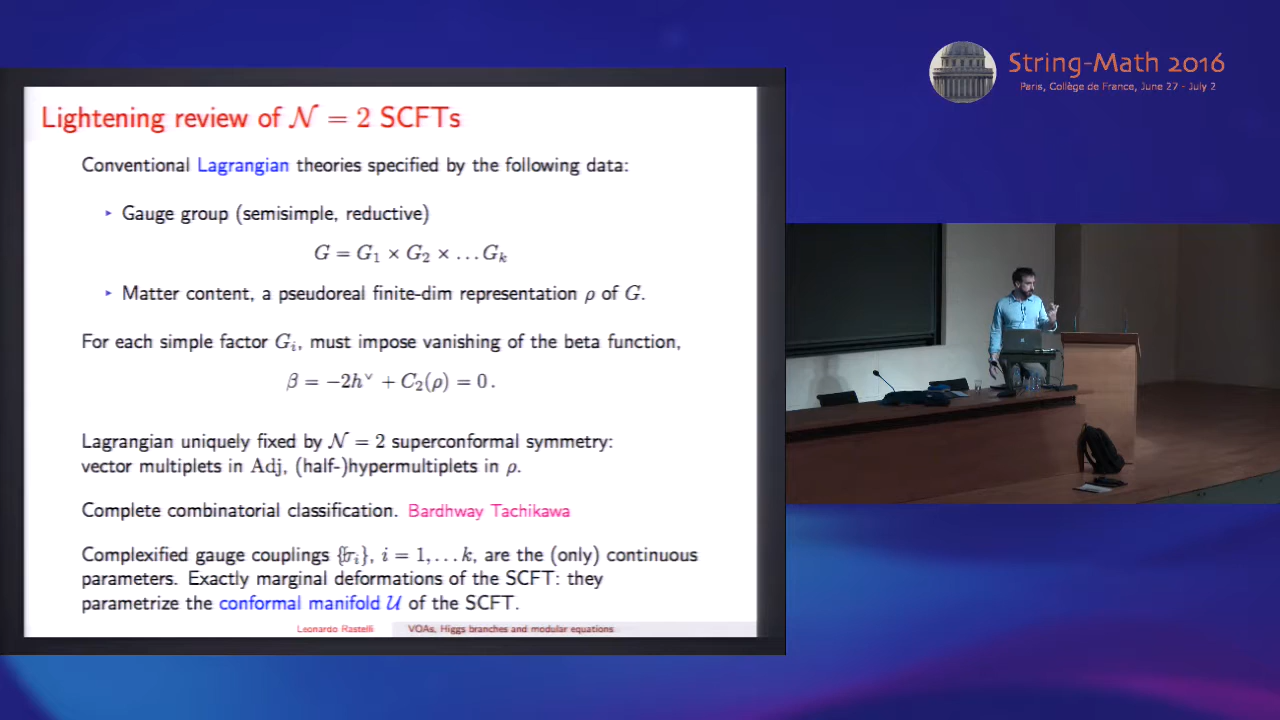 String-Math 2016
Paris, Collège de France, June 27 - July 2
Lightening review of 𝒩 = 2 SCFTs
Conventional Lagrangian theories specified by the following data:
‣ Gauge group (semisimple, reductive)
G = G₁ × G₂ × … Gₖ
‣ Matter content, a pseudoreal finite-dim representation ρ of G.
For each simple factor Gᵢ, must impose vanishing of the beta function,
β = −2h^∨ + C₂(ρ) = 0 .
Lagrangian uniquely fixed by 𝒩 = 2 superconformal symmetry:
vector multiplets in Adj, (half-)hypermultiplets in ρ.
Complete combinatorial classification. Bardhway Tachikawa
Complexified gauge couplings {τᵢ}, i = 1, … k, are the (only) continuous
parameters. Exactly marginal deformations of the SCFT: they
parametrize the conformal manifold 𝒰 of the SCFT.
Leonardo Rastelli VOAs, Higgs branches and modular equations